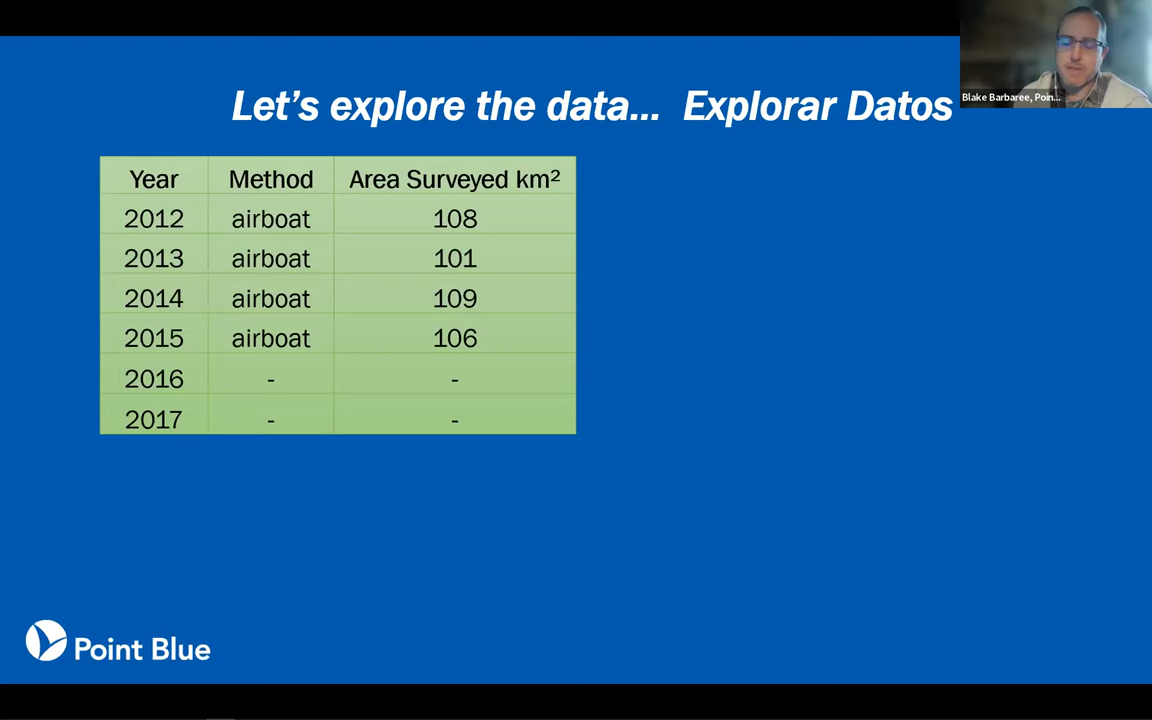 Let's explore the data... Explorar Datos
Blake Barbaree, Poin...
Year Method Area Surveyed km²
2012 airboat 108
2013 airboat 101
2014 airboat 109
2015 airboat 106
2016 - -
2017 - -
Point Blue